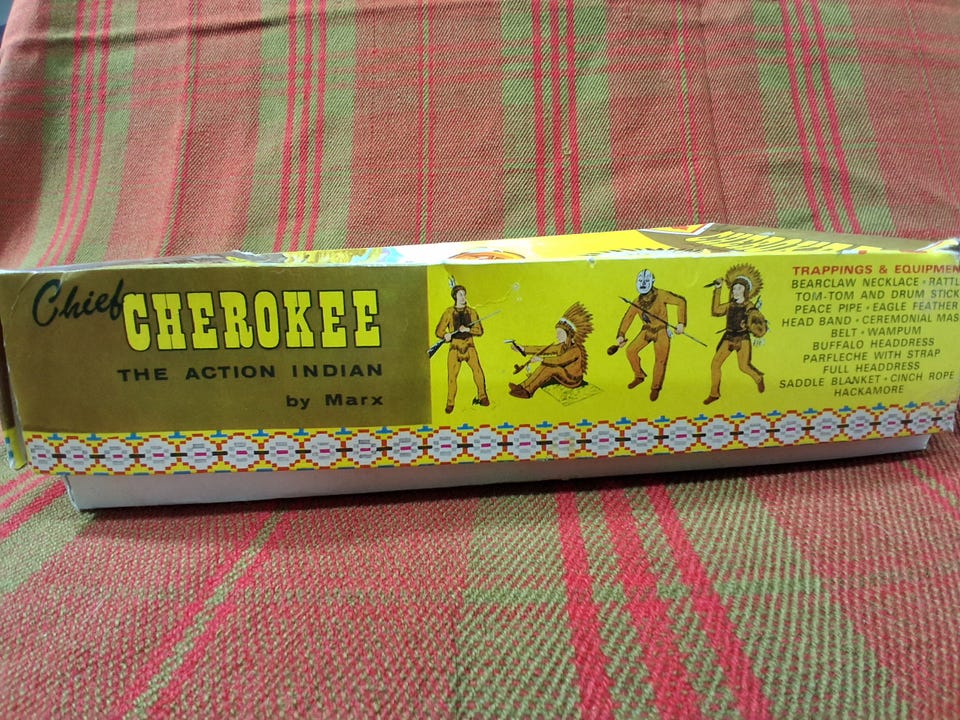 Chief
CHEROKEE
THE ACTION INDIAN
by Marx
TRAPPINGS & EQUIPMEN
BEARCLAW NECKLACE • RATTL
TOM-TOM AND DRUM STICK
PEACE PIPE • EAGLE FEATHER
HEAD BAND • CEREMONIAL MAS
BELT • WAMPUM
BUFFALO HEADDRESS
PARFLECHE WITH STRAP
FULL HEADDRESS
SADDLE BLANKET • CINCH ROPE
HACKAMORE
CHEROKEE